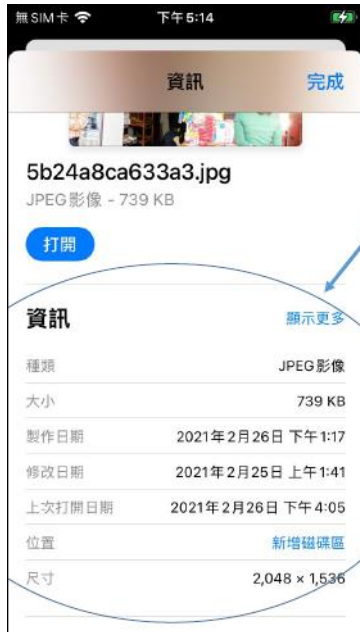 無SIM卡 下午5:14
資訊 完成
5b24a8ca633a3.jpg
JPEG影像 - 739 KB
打開
資訊 顯示更多
種類 JPEG影像
大小 739 KB
製作日期 2021年2月26日 下午1:17
修改日期 2021年2月25日 上午1:41
上次打開日期 2021年2月26日 下午4:05
位置 新增磁碟區
尺寸 2,048 × 1,536